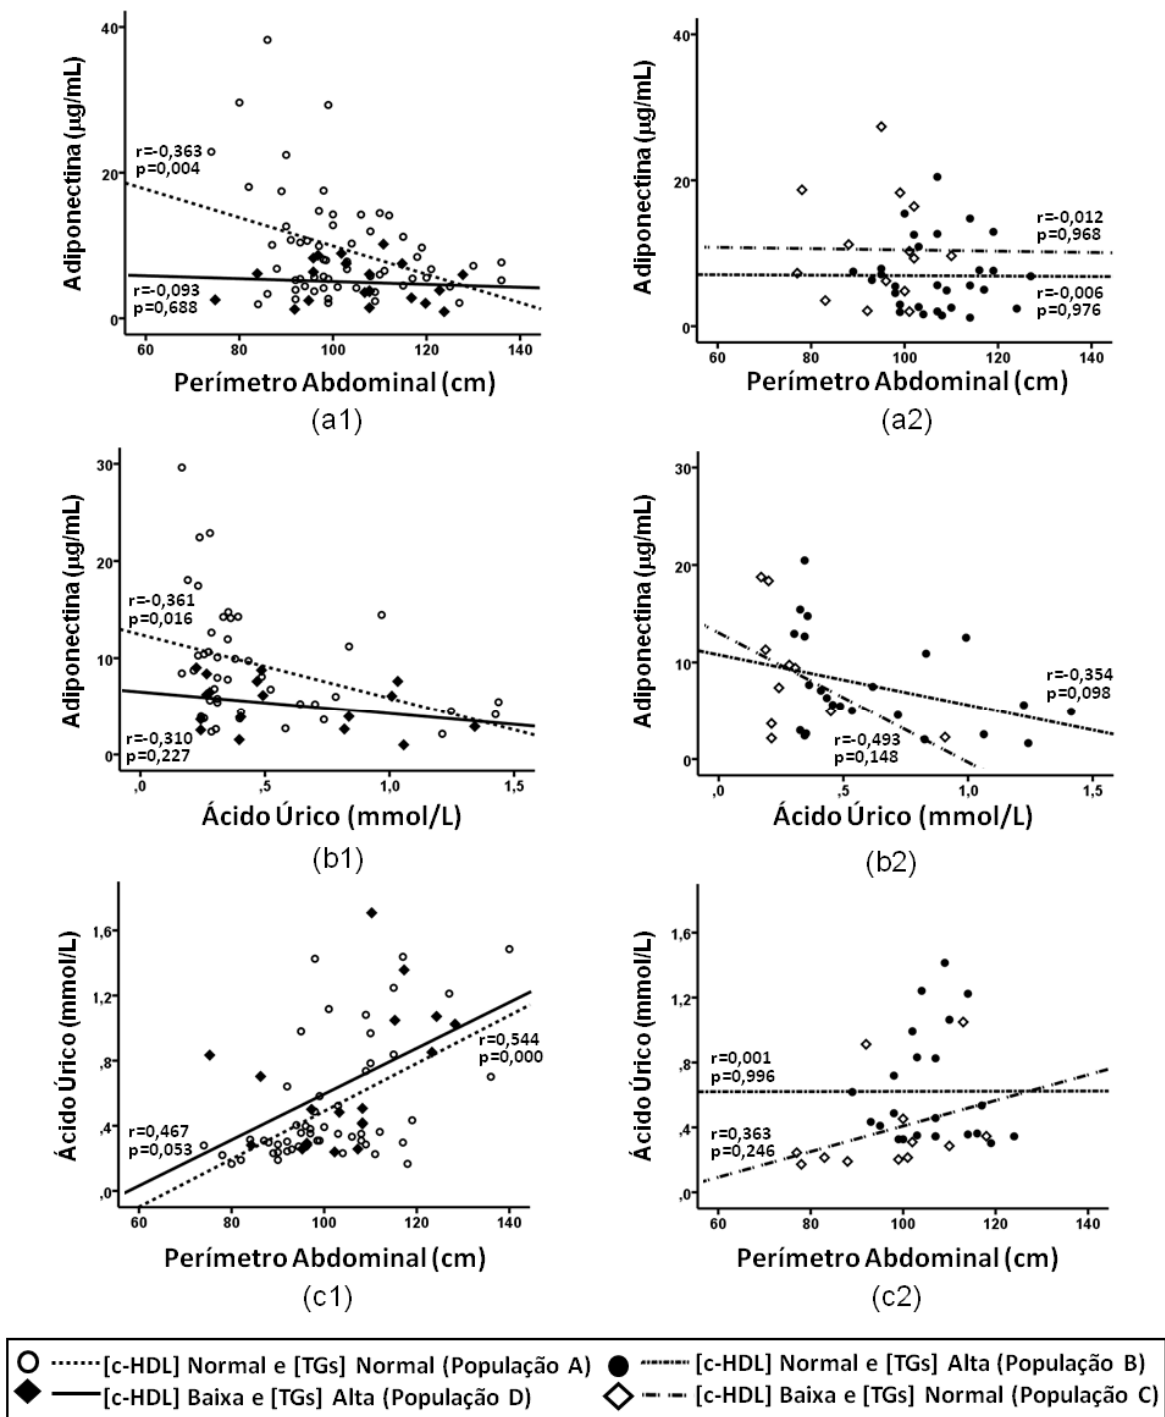 40
20
0
Adiponectina (µg/mL)
r=-0,363
p=0,004
r=-0,093
p=0,688
60 80 100 120 140
Perímetro Abdominal (cm)
(a1)
40
20
0
Adiponectina (µg/mL)
r=-0,012
p=0,968
r=-0,006
p=0,976
60 80 100 120 140
Perímetro Abdominal (cm)
(a2)
30
20
10
0
Adiponectina (µg/mL)
r=-0,361
p=0,016
r=-0,310
p=0,227
,0 ,5 1,0 1,5
Ácido Úrico (mmol/L)
(b1)
30
20
10
0
Adiponectina (µg/mL)
r=-0,354
p=0,098
r=-0,493
p=0,148
,0 ,5 1,0 1,5
Ácido Úrico (mmol/L)
(b2)
1,6
1,2
,8
,4
,0
Ácido Úrico (mmol/L)
r=0,544
p=0,000
r=0,467
p=0,053
60 80 100 120 140
Perímetro Abdominal (cm)
(c1)
1,6
1,2
,8
,4
,0
Ácido Úrico (mmol/L)
r=0,001
p=0,996
r=0,363
p=0,246
60 80 100 120 140
Perímetro Abdominal (cm)
(c2)
[c-HDL] Normal e [TGs] Normal (População A)
[c-HDL] Normal e [TGs] Alta (População B)
[c-HDL] Baixa e [TGs] Alta (População D)
[c-HDL] Baixa e [TGs] Normal (População C)